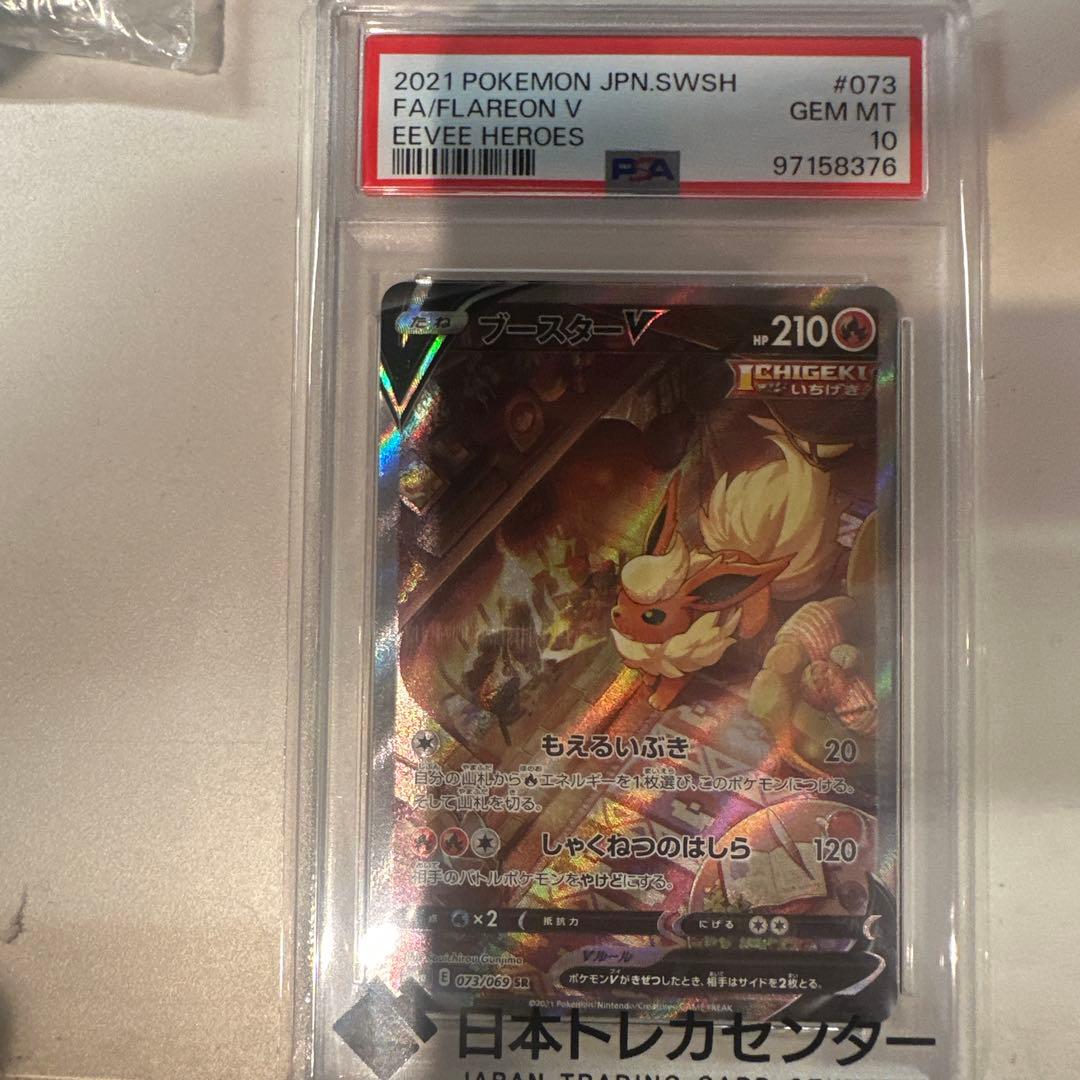 2021 POKEMON JPN.SWSH #073
FA/FLAREON V GEM MT
EEVEE HEROES 10
PSA 97158376
たね ブースターV HP 210
ICHIGEKI
いちげき
もえるいぶき 20
自分の山札から エネルギーを1枚選び、このポケモンにつける。
そして山札を切る。
しゃくねつのはしら 120
相手のバトルポケモンをやけどにする。
点 ×2 抵抗力 にげる
Vルール
ポケモンVがきぜつしたとき、相手はサイドを2枚とる。
Gunjima
E 073/069 SR
©2021 Pokémon/Nintendo/Creatures/GAME FREAK
日本トレカセンター
JAPAN TRADING CARD